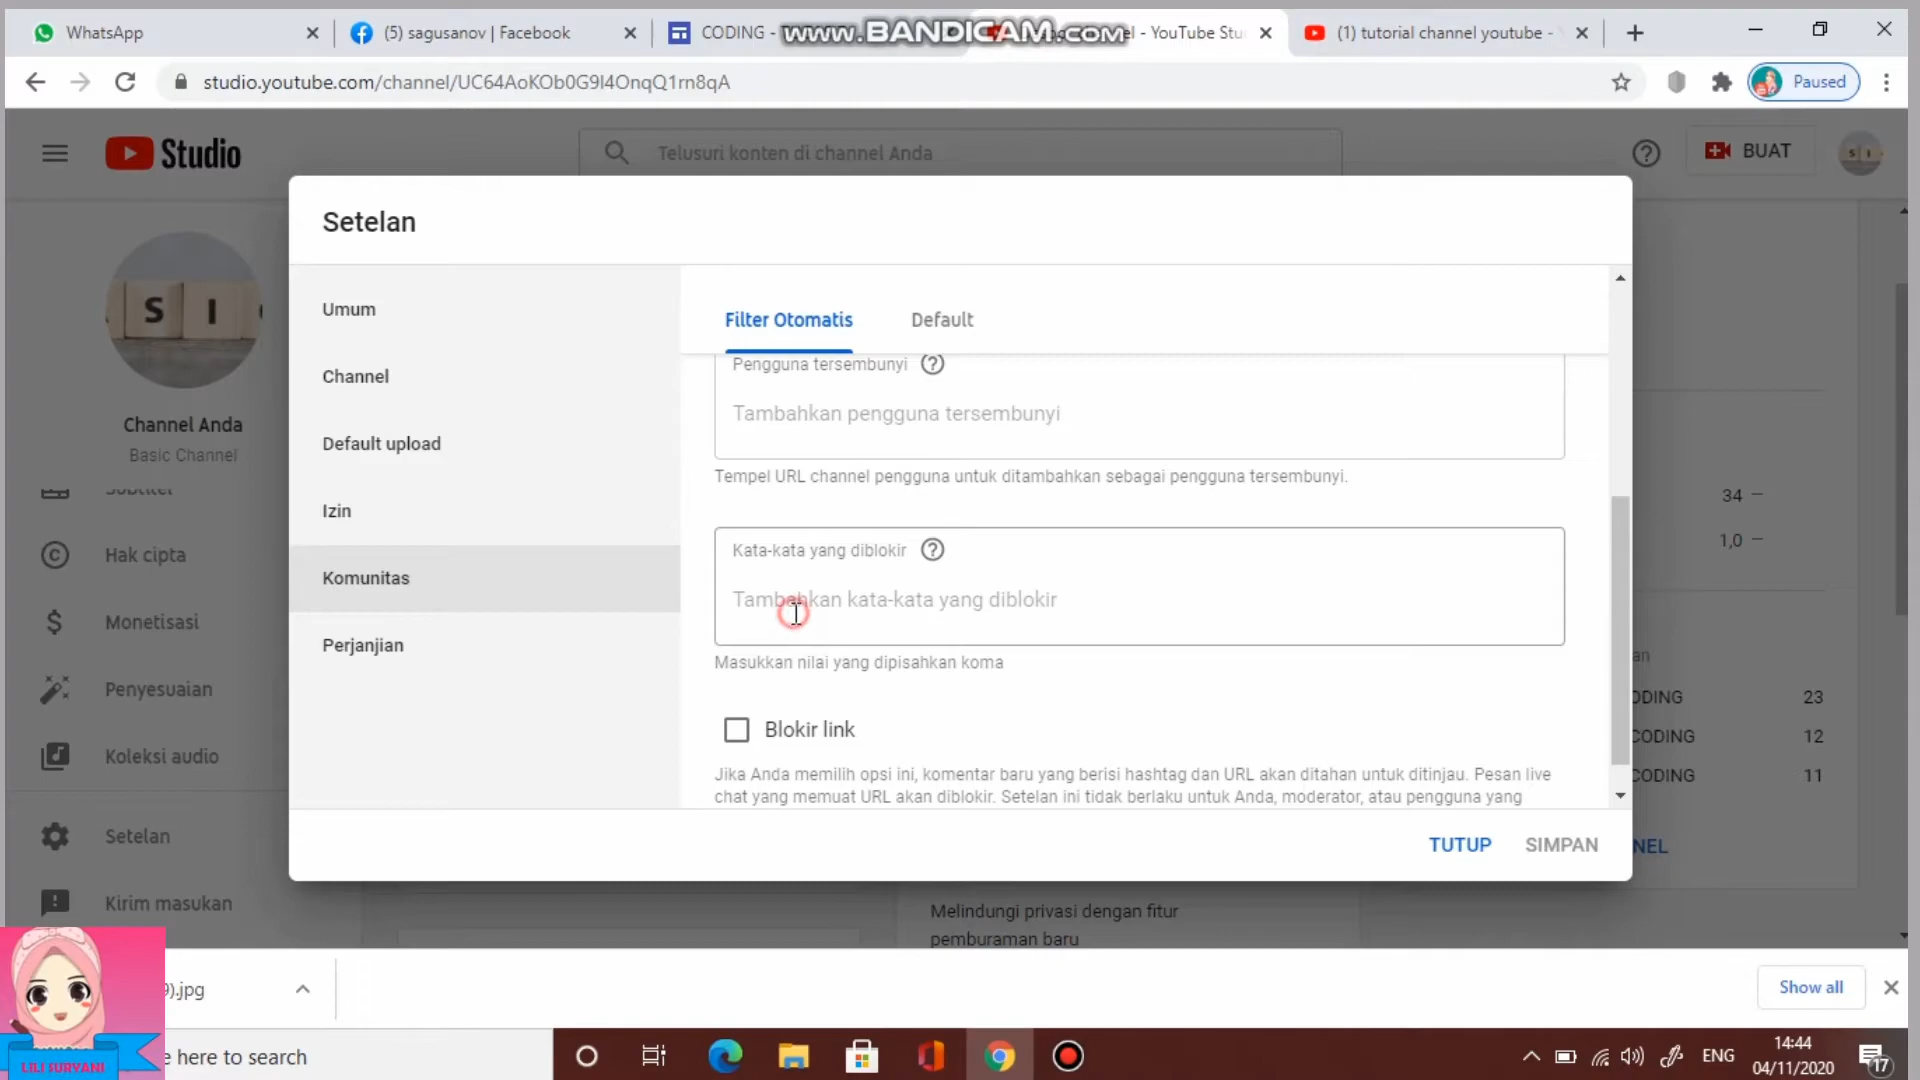 WhatsApp
(5) sagusanov | Facebook
CODING -
www.BANDICAM.com
l - YouTube Stu
(1) tutorial channel youtube -
studio.youtube.com/channel/UC64AoKOb0G9I4OnqQ1rn8qA
Paused
Studio
Telusuri konten di channel Anda
BUAT
S I
Setelan
S I
Channel Anda
Basic Channel
Subtitel
Hak cipta
Monetisasi
Penyesuaian
Koleksi audio
Setelan
Kirim masukan
Umum
Channel
Default upload
Izin
Komunitas
Perjanjian
Filter Otomatis
Default
Pengguna tersembunyi
Tambahkan pengguna tersembunyi
Tempel URL channel pengguna untuk ditambahkan sebagai pengguna tersembunyi.
Kata-kata yang diblokir
Tambahkan kata-kata yang diblokir
Masukkan nilai yang dipisahkan koma
Blokir link
Jika Anda memilih opsi ini, komentar baru yang berisi hashtag dan URL akan ditahan untuk ditinjau. Pesan live
chat yang memuat URL akan diblokir. Setelan ini tidak berlaku untuk Anda, moderator, atau pengguna yang
TUTUP
SIMPAN
34 —
1,0 —
an
ODING 23
CODING 12
CODING 11
NEL
Melindungi privasi dengan fitur
pemburaman baru
9).jpg
Show all
LILI SURYANI
e here to search
ENG
14:44
04/11/2020
17